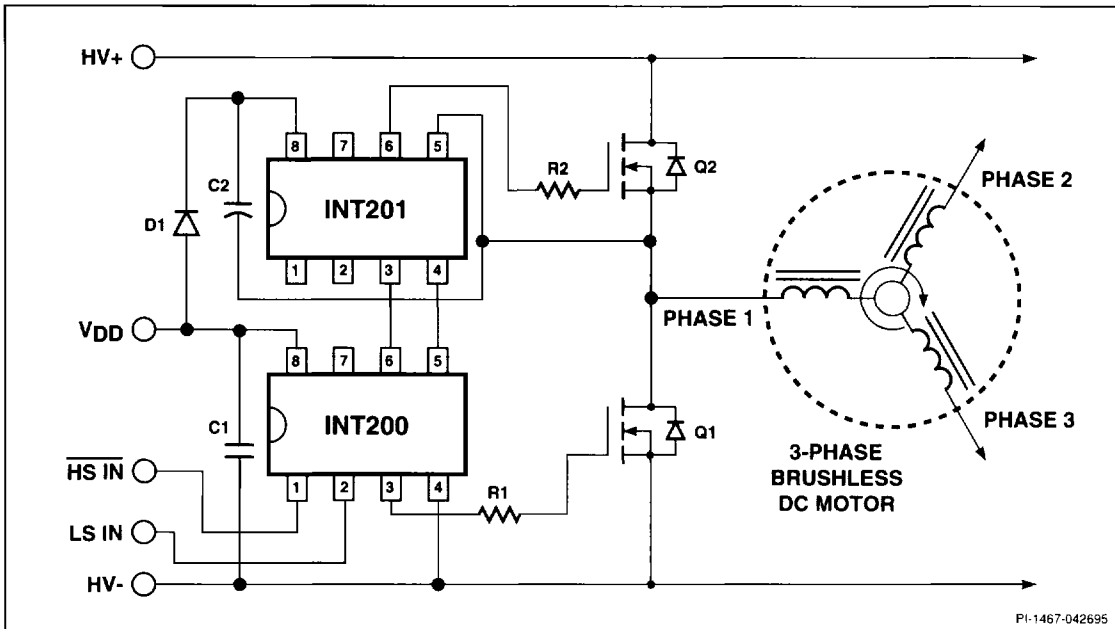 HV+
8 7 6 5
C2
R2
Q2
PHASE 2
D1
INT201
1 2 3 4
PHASE 1
VDD
8 7 6 5
C1
INT200
Q1
PHASE 3
3-PHASE
BRUSHLESS
DC MOTOR
HS IN
1 2 3 4
R1
LS IN
HV-
PI-1467-042695